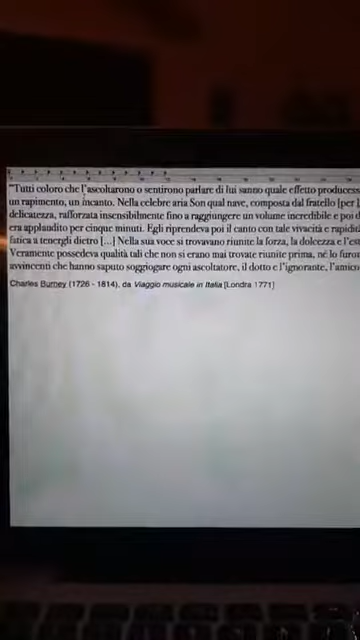 "Tutti coloro che l'ascoltarono o sentirono parlare di lui sanno quale effetto producess
un rapimento, un incanto. Nella celebre aria Son qual nave, composta dal fratello [per l
delicatezza, rafforzata insensibilmente fino a raggiungere un volume incredibile e poi d
era applaudito per cinque minuti. Egli riprendeva poi il canto con tale vivacità e rapidit
fatica a tenergli dietro [...] Nella sua voce si trovavano riunite la forza, la dolcezza e l'est
Veramente possedeva qualità tali che non si erano mai trovate riunite prima, né lo furon
avvincenti che hanno saputo soggiogare ogni ascoltatore, il dotto e l'ignorante, l'amico
Charles Burney (1726 - 1814), da Viaggio musicale in Italia [Londra 1771]